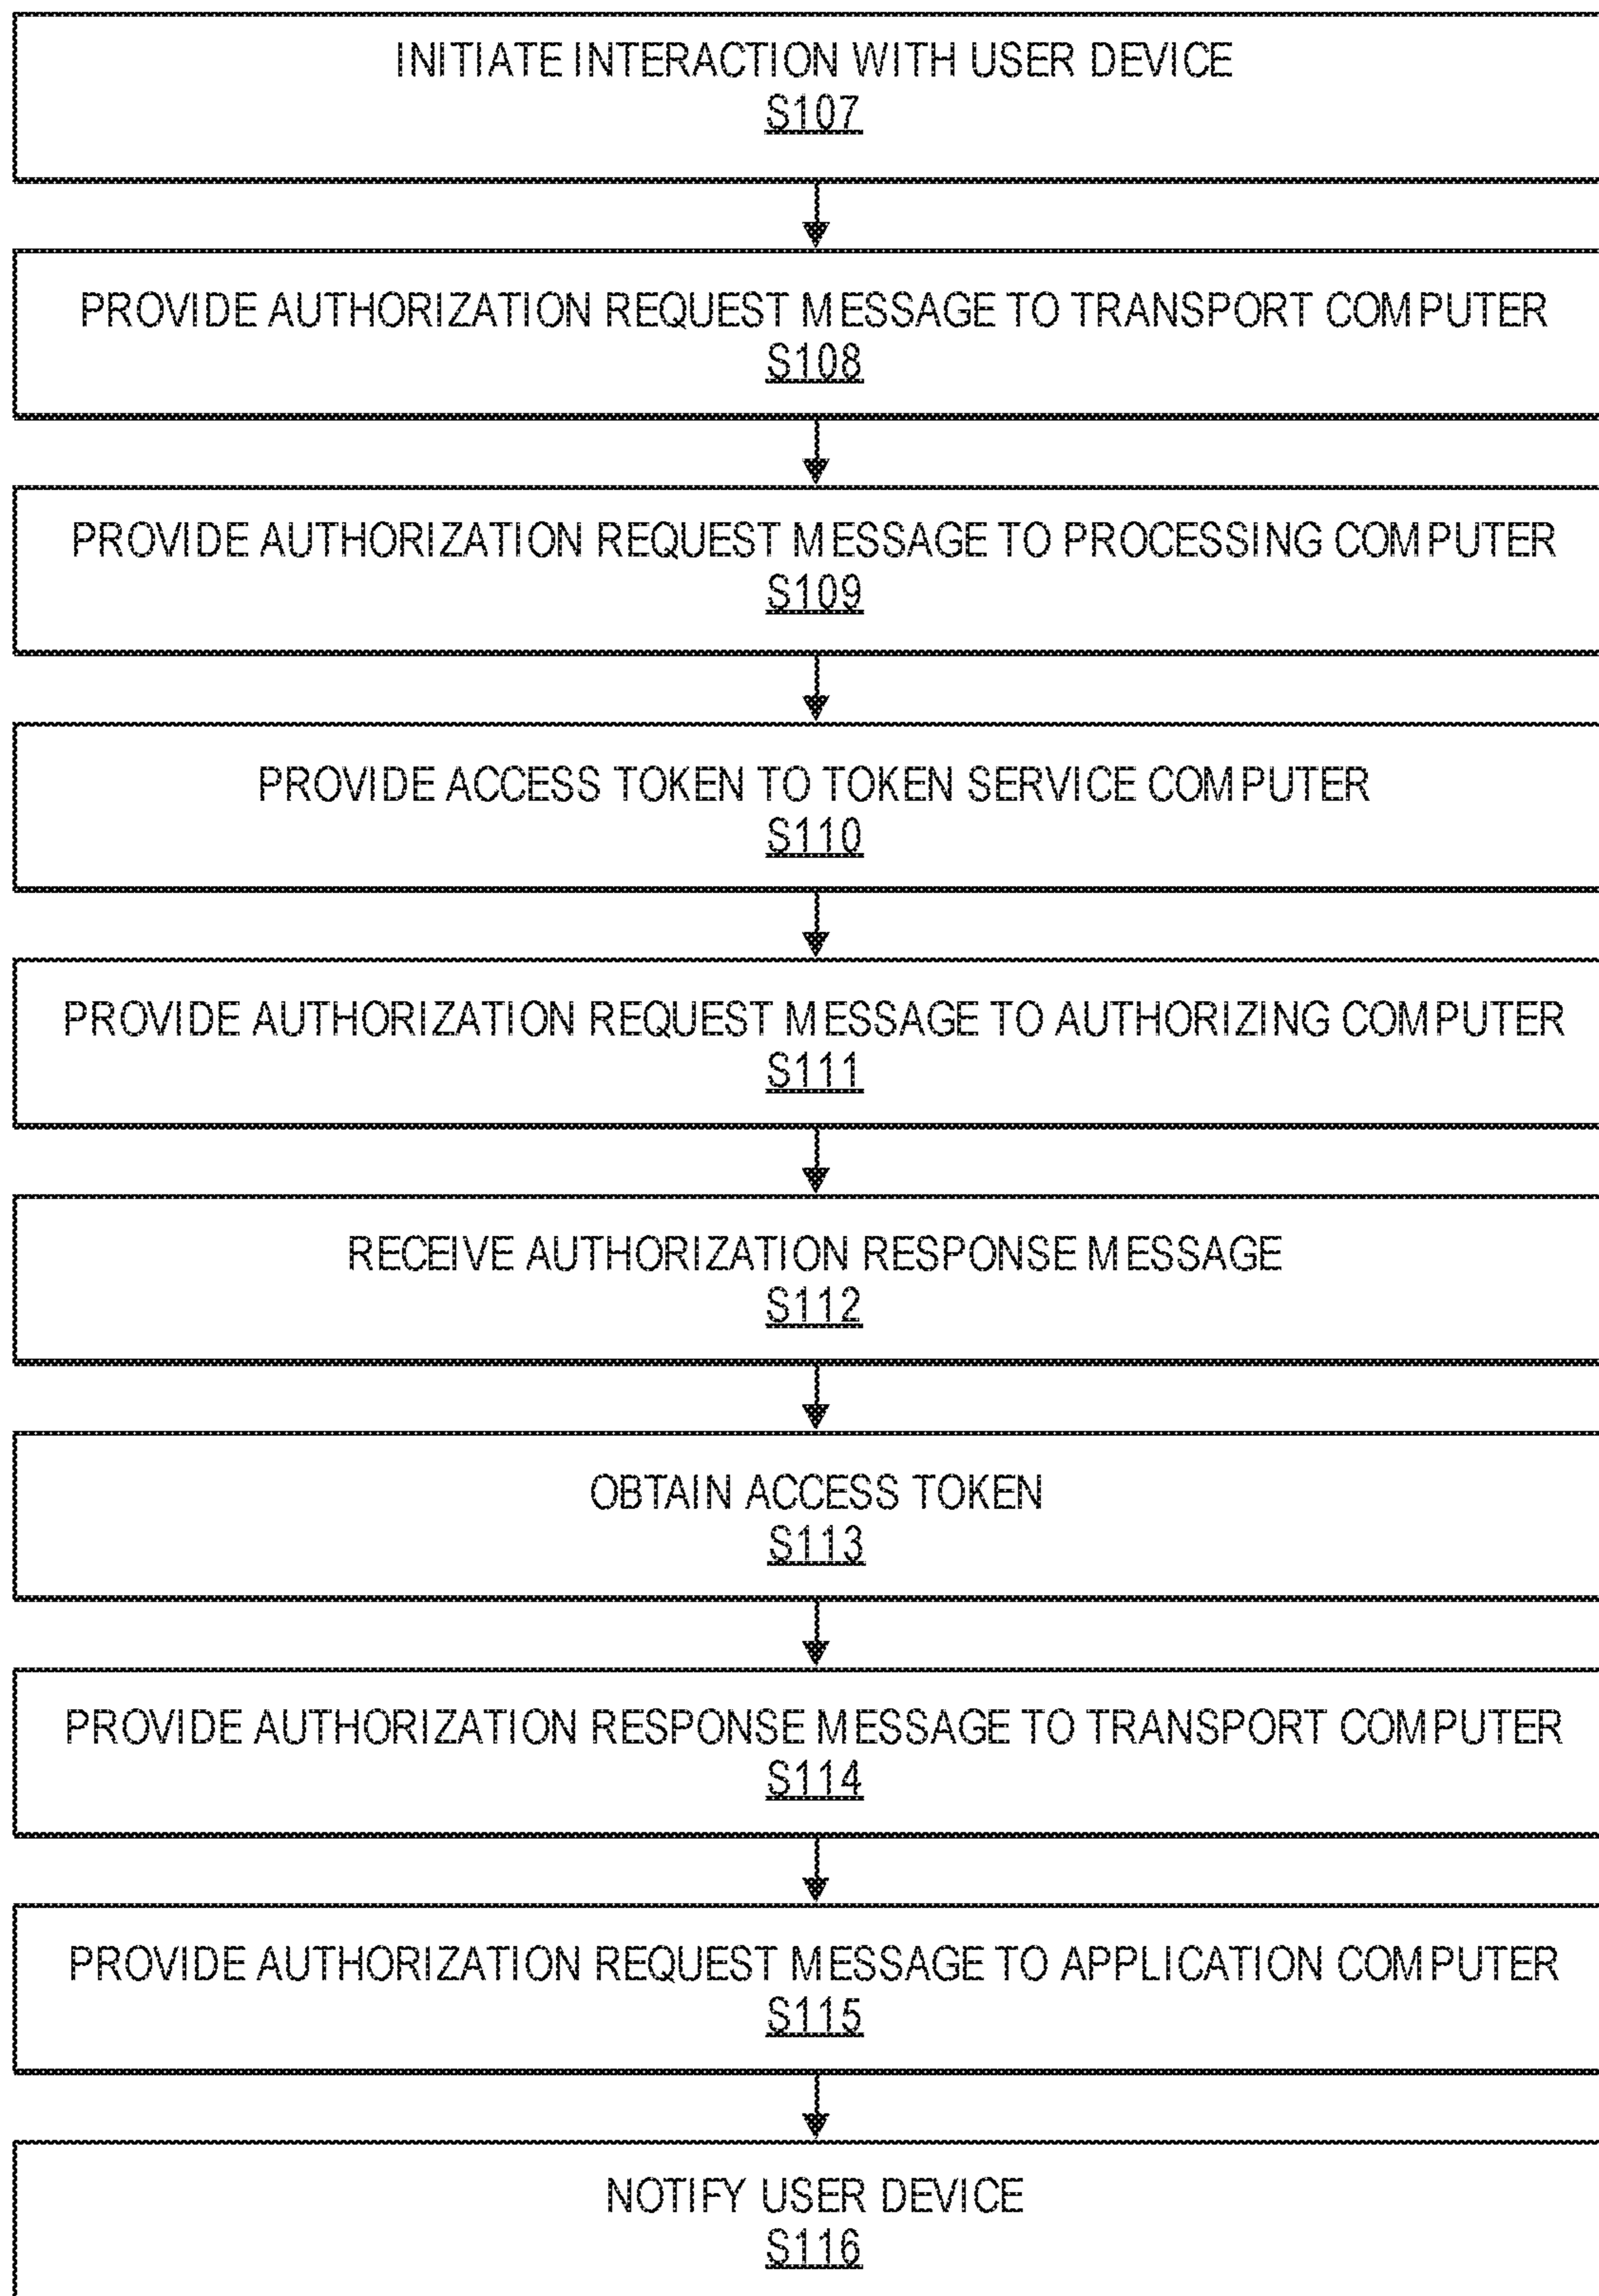 INITIATE INTERACTION WITH USER DEVICE
S107
PROVIDE AUTHORIZATION REQUEST MESSAGE TO TRANSPORT COMPUTER
S108
PROVIDE AUTHORIZATION REQUEST MESSAGE TO PROCESSING COMPUTER
S109
PROVIDE ACCESS TOKEN TO TOKEN SERVICE COMPUTER
S110
PROVIDE AUTHORIZATION REQUEST MESSAGE TO AUTHORIZING COMPUTER
S111
RECEIVE AUTHORIZATION RESPONSE MESSAGE
S112
OBTAIN ACCESS TOKEN
S113
PROVIDE AUTHORIZATION RESPONSE MESSAGE TO TRANSPORT COMPUTER
S114
PROVIDE AUTHORIZATION REQUEST MESSAGE TO APPLICATION COMPUTER
S115
NOTIFY USER DEVICE
S116